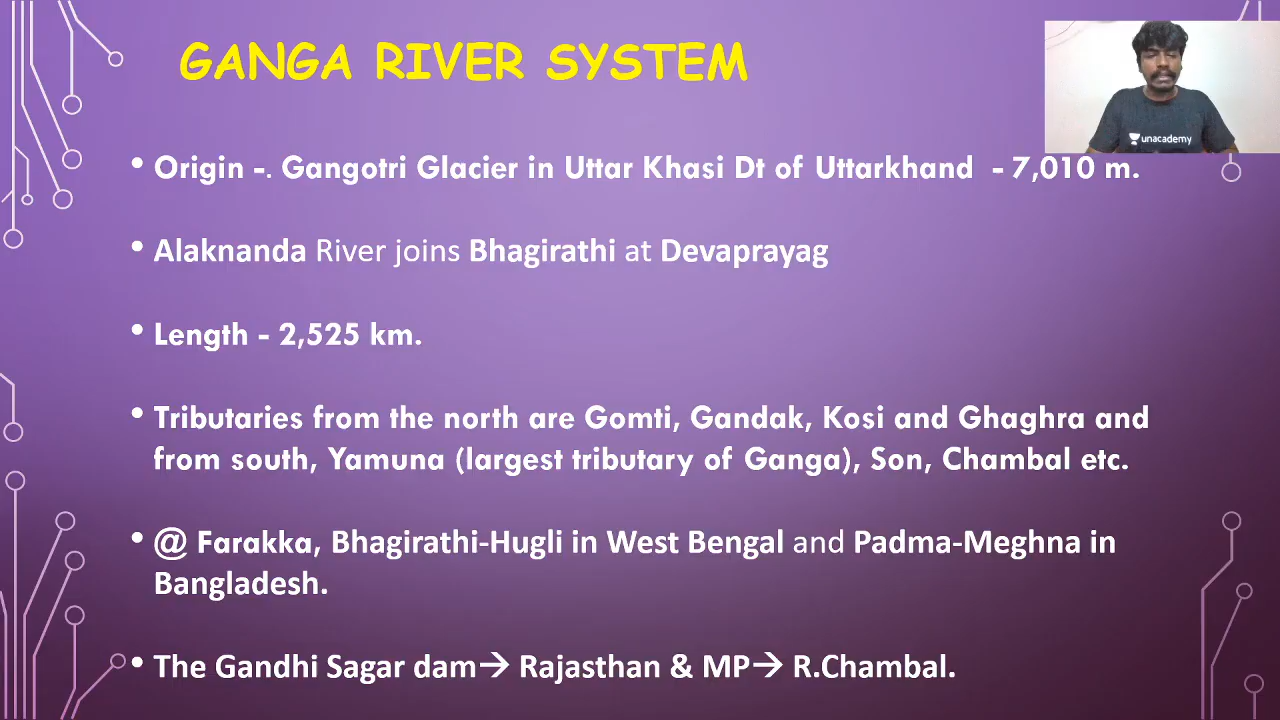 GANGA RIVER SYSTEM
unacademy
• Origin -. Gangotri Glacier in Uttar Khasi Dt of Uttarkhand - 7,010 m.
• Alaknanda River joins Bhagirathi at Devaprayag
• Length - 2,525 km.
• Tributaries from the north are Gomti, Gandak, Kosi and Ghaghra and
from south, Yamuna (largest tributary of Ganga), Son, Chambal etc.
• @ Farakka, Bhagirathi-Hugli in West Bengal and Padma-Meghna in
Bangladesh.
• The Gandhi Sagar dam→ Rajasthan & MP→ R.Chambal.